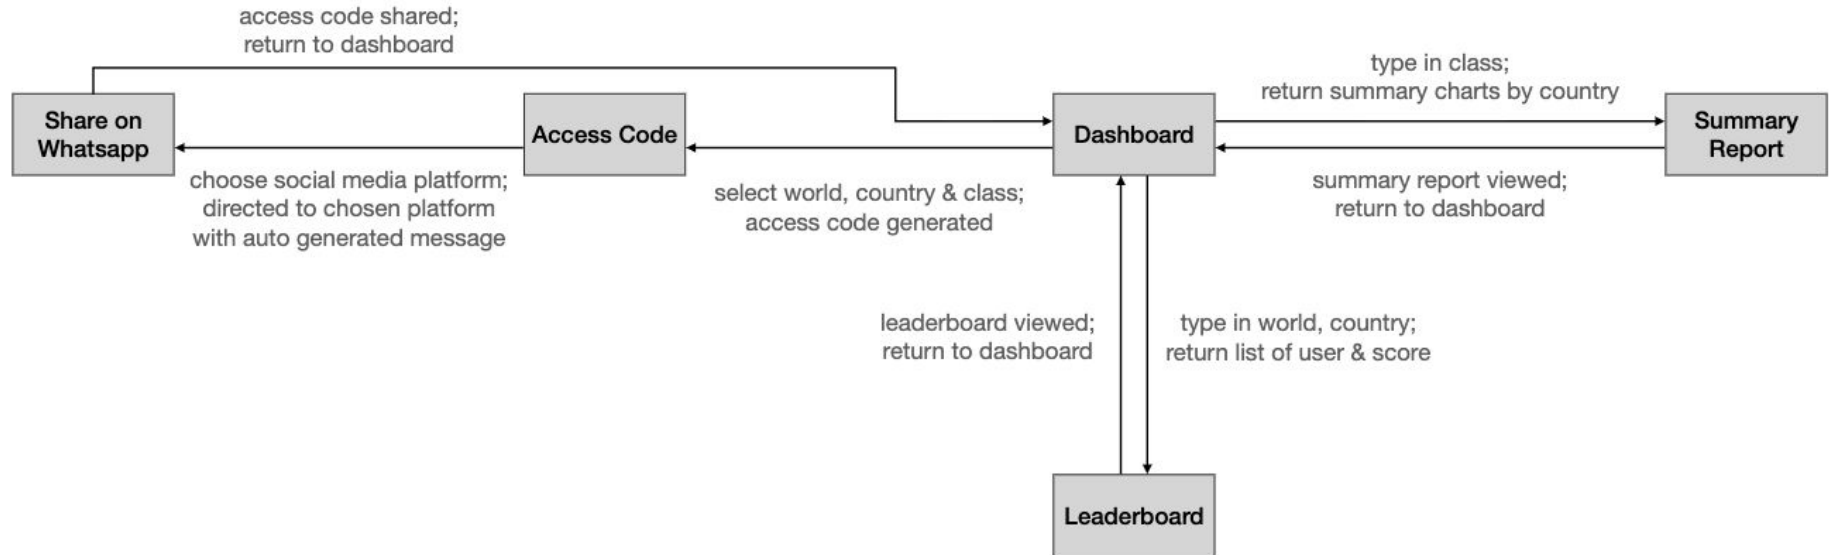 access code shared;
return to dashboard
type in class;
return summary charts by country
Share on
Whatsapp
Access Code
Dashboard
Summary
Report
choose social media platform;
directed to chosen platform
with auto generated message
select world, country & class;
access code generated
summary report viewed;
return to dashboard
leaderboard viewed;
return to dashboard
type in world, country;
return list of user & score
Leaderboard